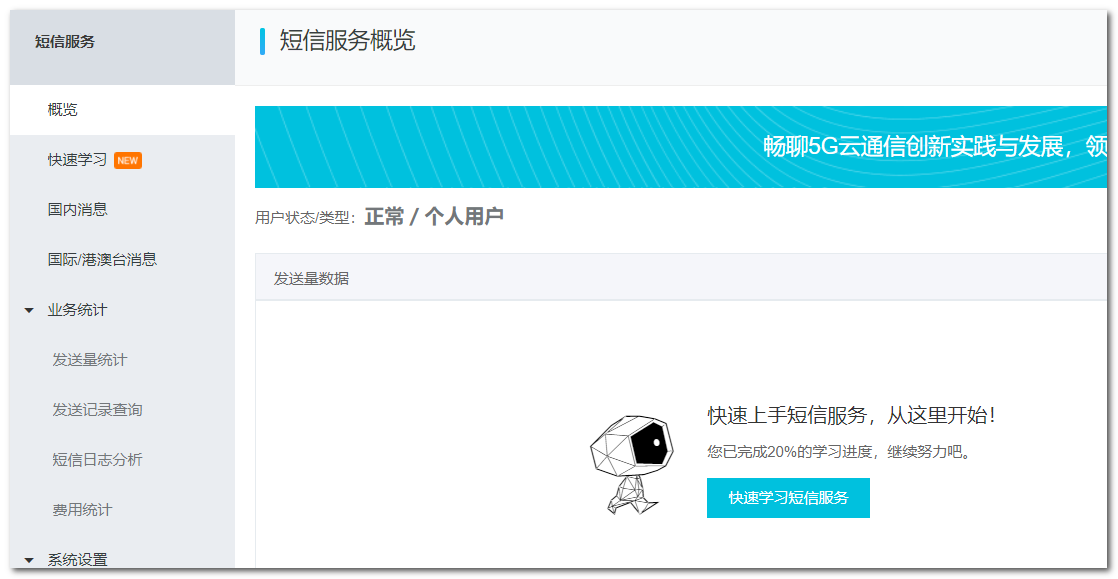 短信服务
短信服务概览
概览
快速学习 NEW
国内消息
国际/港澳台消息
业务统计
发送量统计
发送记录查询
短信日志分析
费用统计
系统设置
畅聊5G云通信创新实践与发展，领
用户状态/类型：正常 / 个人用户
发送量数据
快速上手短信服务，从这里开始！
您已完成20%的学习进度，继续努力吧。
快速学习短信服务